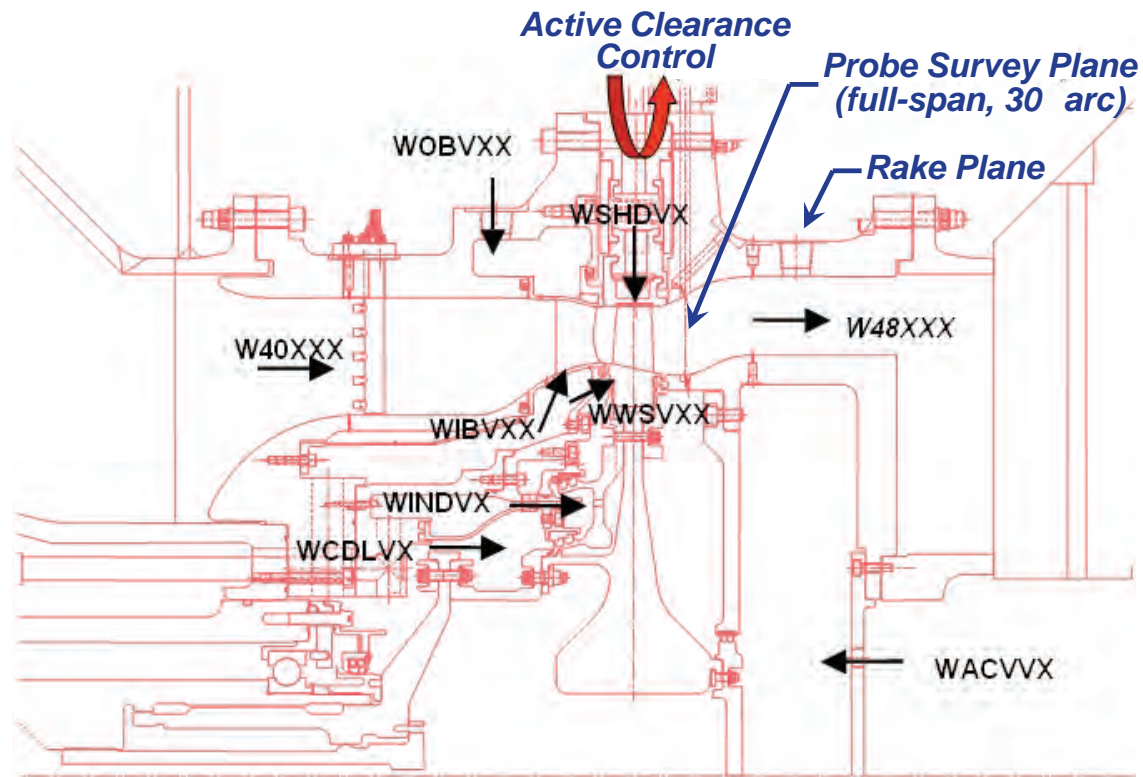 Active Clearance
Control
Probe Survey Plane
(full-span, 30 arc)
W0BVXX
Rake Plane
WSHDVX
W40XXX
W48XXX
WIBVXX
WWSVXX
WINDVX
WCDLVX
WACVVX